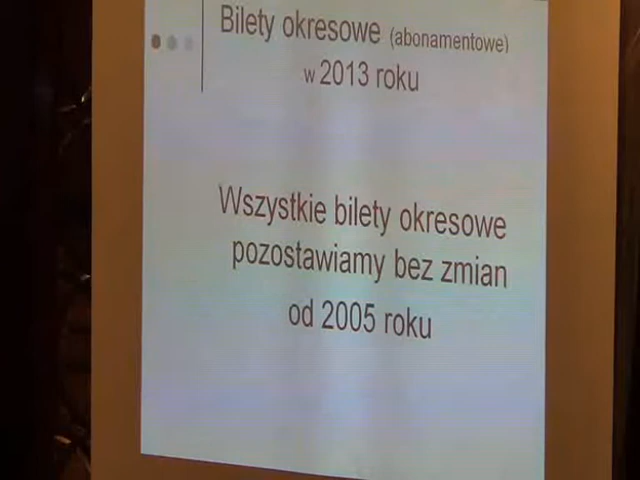 Bilety okresowe (abonamentowe)
w 2013 roku
Wszystkie bilety okresowe
pozostawiamy bez zmian
od 2005 roku